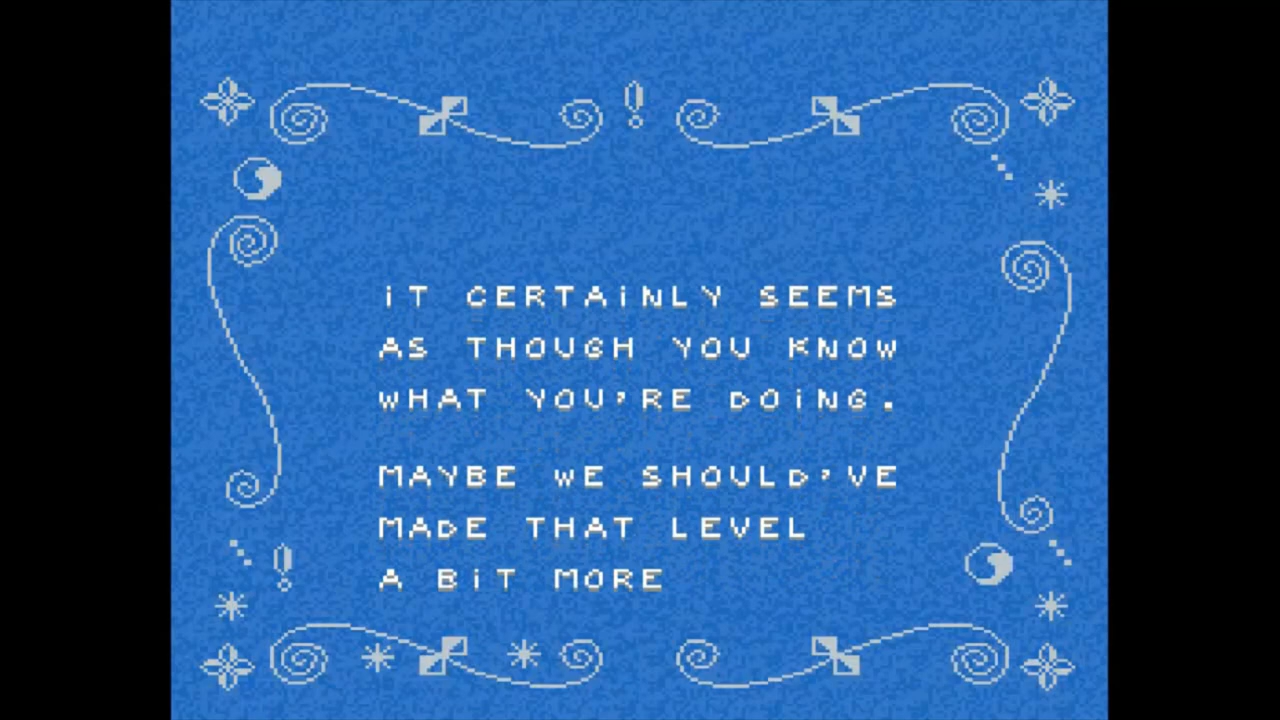 iT CERTAiNLY SEEMS
AS THOUGH YOU KNOW
WHAT YOU'RE DOiNG.
MAYBE WE SHOULD'VE
MADE THAT LEVEL
A BiT MORE